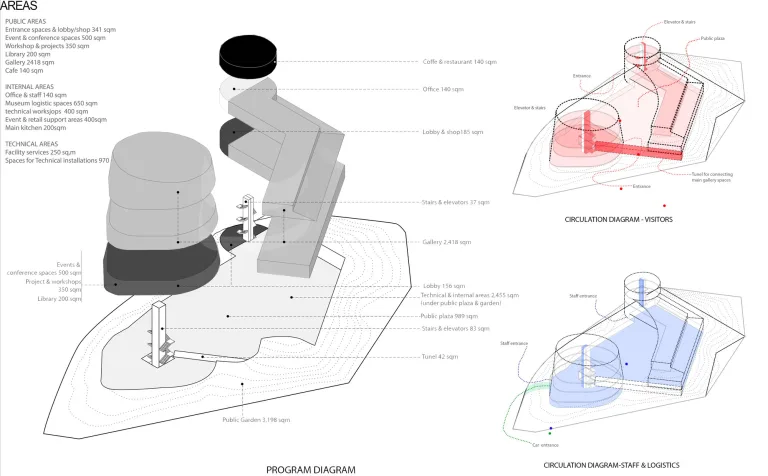 AREAS
PUBLIC AREAS
Entrance spaces & lobby/shop 341 sqm
Event & conference spaces 500 sqm
Workshop & projects 350 sqm
Library 200 sqm
Gallery 2418 sqm
Cafe 140 sqm
INTERNAL AREAS
Office & staff 140 sqm
Museum logistic spaces 650 sqm
technical worksjops 400 sqm
Event & retail support areas 400sqm
Main kitchen 200sqm
TECHNICAL AREAS
Facility services 250 sq,m
Spaces for Technical Installations 970
Coffe & restaurant 140 sqm
Office 140 sqm
Lobby & shop185 sqm
Stairs & elevators 37 sqm
Gallery 2,418 sqm
Events &
conference spaces 500 sqm
Project & workshops
350 sqm
Library 200 sqm
Lobby 156 sqm
Technical & internal areas 2,455 sqm
(under public plaza & garden)
Public plaza 989 sqm
Stairs & elevators 83 sqm
Tunel 42 sqm
Public Garden 3,198 sqm
PROGRAM DIAGRAM
Elevator & stairs
Public plaza
Entrance
Elevator & stairs
Tunel for connecting
main gallery spaces
Entrance
CIRCULATION DIAGRAM - VISITORS
Staff entrance
Staff entrance
Car entrance
CIRCULATION DIAGRAM-STAFF & LOGISTICS